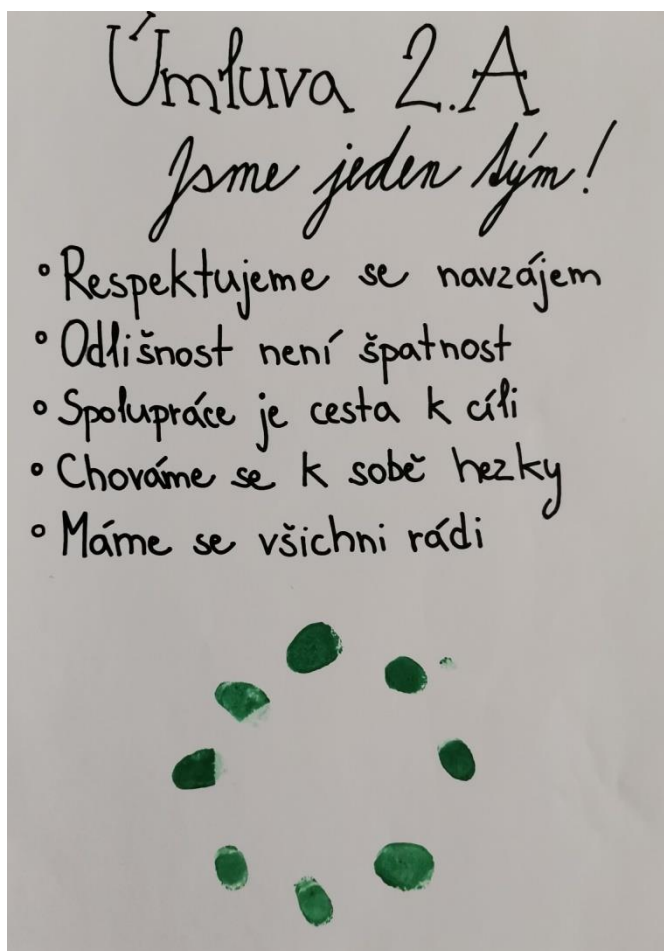 Úmluva 2.A
Jsme jeden tým!
° Respektujeme se navzájem
° Odlišnost není špatnost
° Spolupráce je cesta k cíli
° Chováme se k sobě hezky
° Máme se všichni rádi